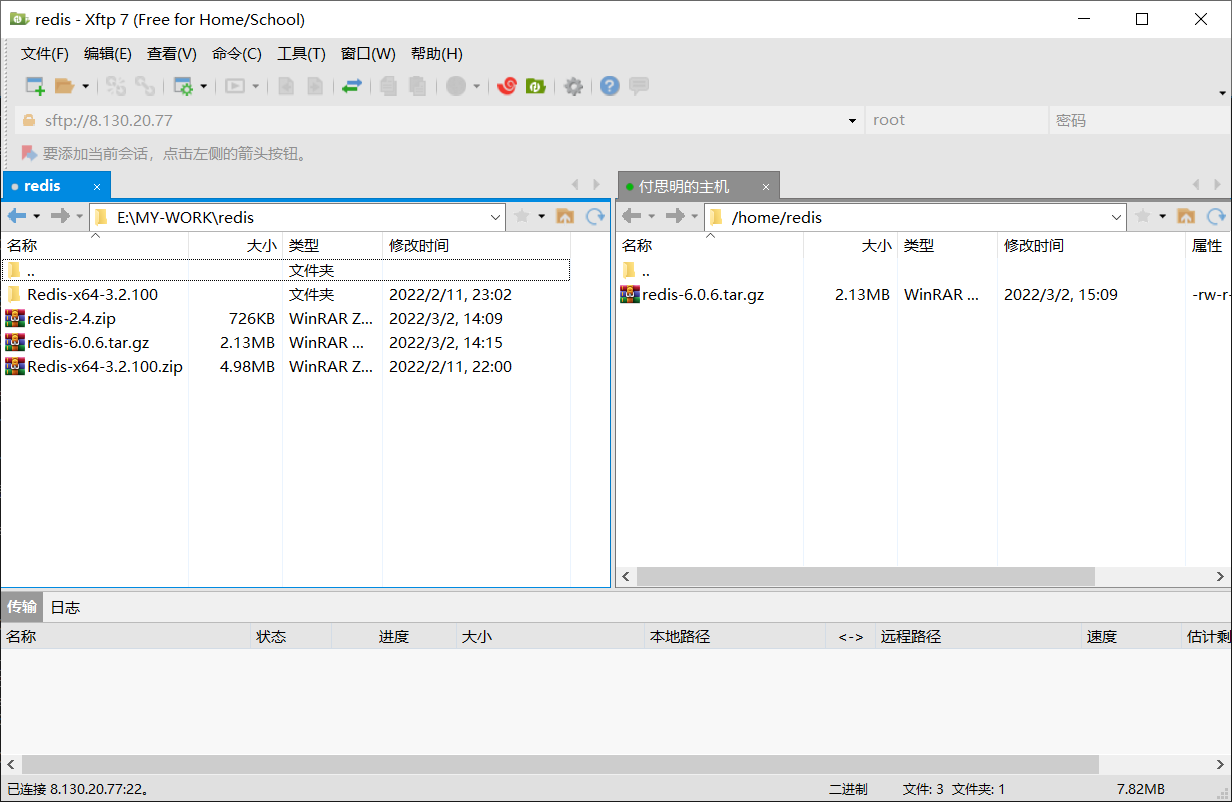 redis - Xftp 7 (Free for Home/School)
文件(F) 编辑(E) 查看(V) 命令(C) 工具(T) 窗口(W) 帮助(H)
sftp://8.130.20.77 root 密码
要添加当前会话，点击左侧的箭头按钮。
redis × 付思明的主机 ×
E:\MY-WORK\redis /home/redis
名称 大小 类型 修改时间 名称 大小 类型 修改时间 属性
.. 文件夹 ..
Redis-x64-3.2.100 文件夹 2022/2/11, 23:02 redis-6.0.6.tar.gz 2.13MB WinRAR ... 2022/3/2, 15:09 -rw-r-
redis-2.4.zip 726KB WinRAR Z... 2022/3/2, 14:09
redis-6.0.6.tar.gz 2.13MB WinRAR ... 2022/3/2, 14:15
Redis-x64-3.2.100.zip 4.98MB WinRAR Z... 2022/2/11, 22:00
传输 日志
名称 状态 进度 大小 本地路径 <-> 远程路径 速度 估计剩
已连接 8.130.20.77:22。 二进制 文件: 3 文件夹: 1 7.82MB